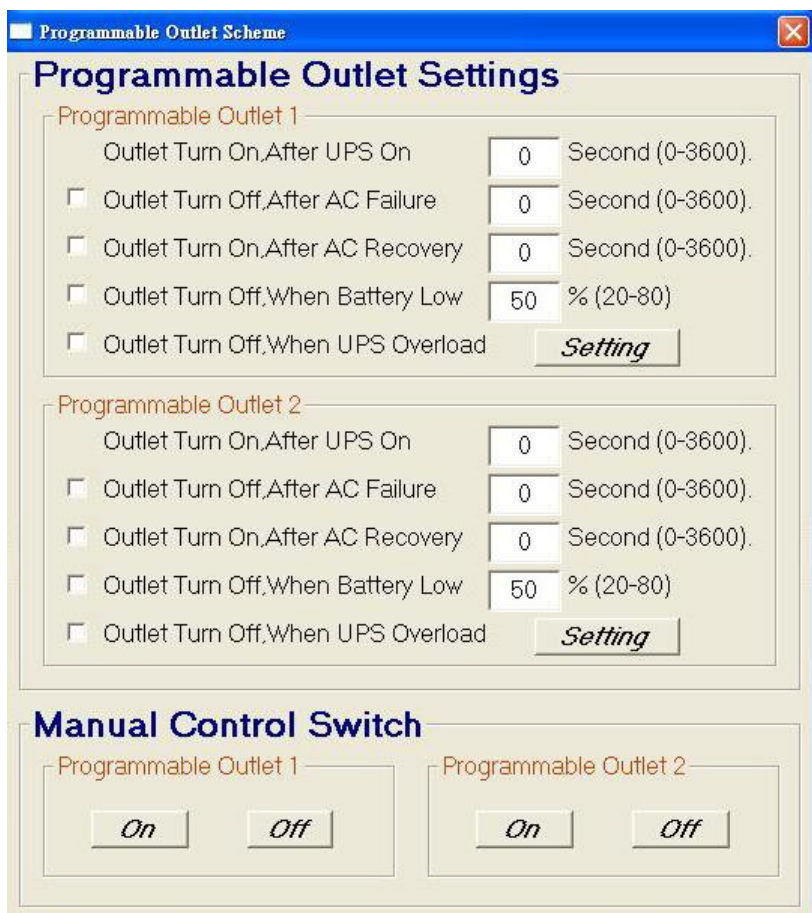 Programmable Outlet Scheme
Programmable Outlet Settings
Programmable Outlet 1
Outlet Turn On,After UPS On 0 Second (0-3600).
Outlet Turn Off,After AC Failure 0 Second (0-3600).
Outlet Turn On,After AC Recovery 0 Second (0-3600).
Outlet Turn Off,When Battery Low 50 % (20-80)
Outlet Turn Off,When UPS Overload Setting
Programmable Outlet 2
Outlet Turn On,After UPS On 0 Second (0-3600).
Outlet Turn Off,After AC Failure 0 Second (0-3600).
Outlet Turn On,After AC Recovery 0 Second (0-3600).
Outlet Turn Off,When Battery Low 50 % (20-80)
Outlet Turn Off,When UPS Overload Setting
Manual Control Switch
Programmable Outlet 1 Programmable Outlet 2
On Off On Off